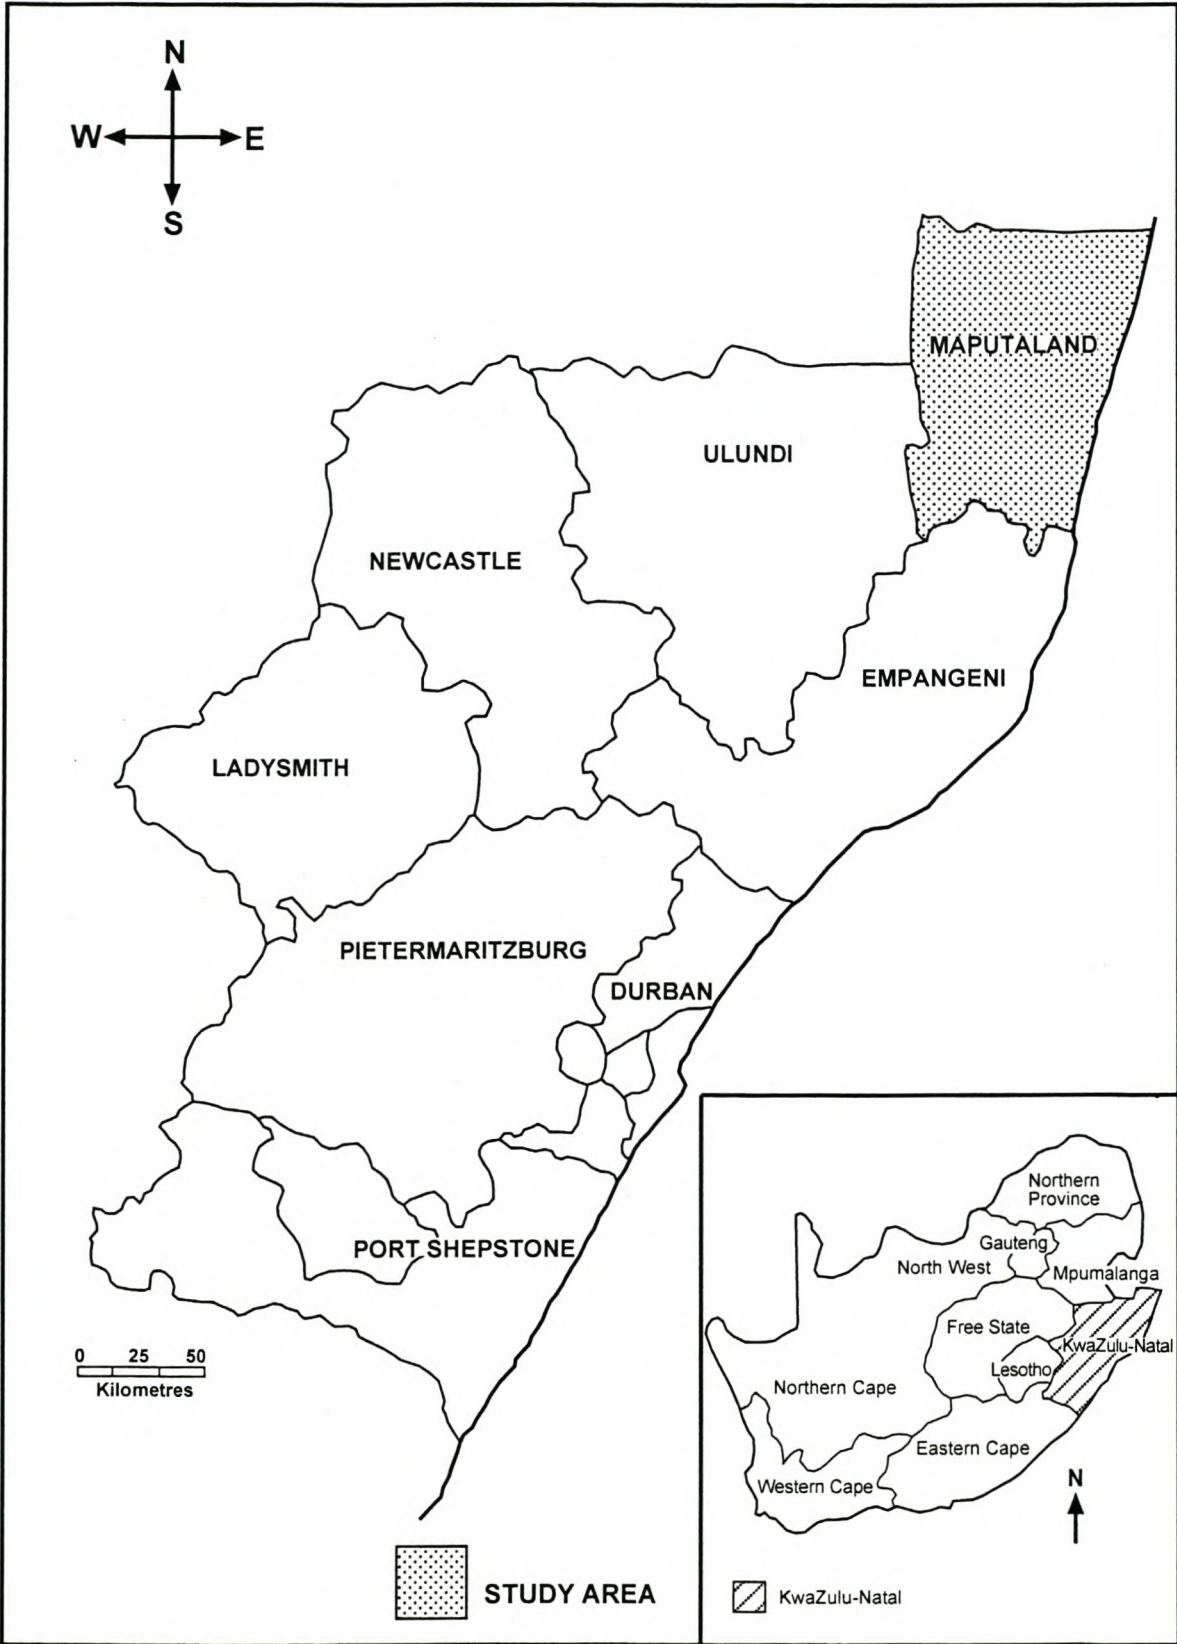 N
W E
S
MAPUTALAND
ULUNDI
NEWCASTLE
EMPANGENI
LADYSMITH
PIETERMARITZBURG
DURBAN
PORT SHEPSTONE
0 25 50
Kilometres
STUDY AREA
Northern
Province
Gauteng
North West
Mpumalanga
Free State
KwaZulu-Natal
Lesotho
Northern Cape
Eastern Cape
Western Cape
N
KwaZulu-Natal